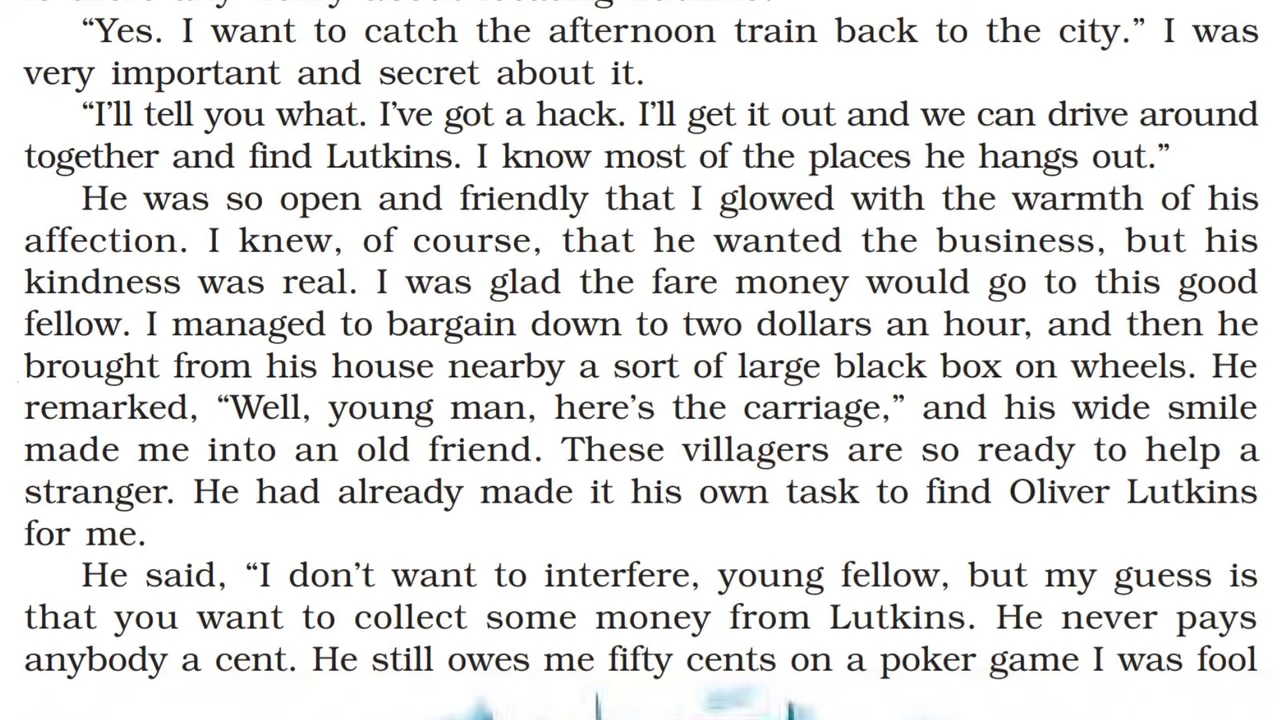 “Yes. I want to catch the afternoon train back to the city.” I was
very important and secret about it.
“I’ll tell you what. I’ve got a hack. I’ll get it out and we can drive around
together and find Lutkins. I know most of the places he hangs out.”
He was so open and friendly that I glowed with the warmth of his
affection. I knew, of course, that he wanted the business, but his
kindness was real. I was glad the fare money would go to this good
fellow. I managed to bargain down to two dollars an hour, and then he
brought from his house nearby a sort of large black box on wheels. He
remarked, “Well, young man, here’s the carriage,” and his wide smile
made me into an old friend. These villagers are so ready to help a
stranger. He had already made it his own task to find Oliver Lutkins
for me.
He said, “I don’t want to interfere, young fellow, but my guess is
that you want to collect some money from Lutkins. He never pays
anybody a cent. He still owes me fifty cents on a poker game I was fool